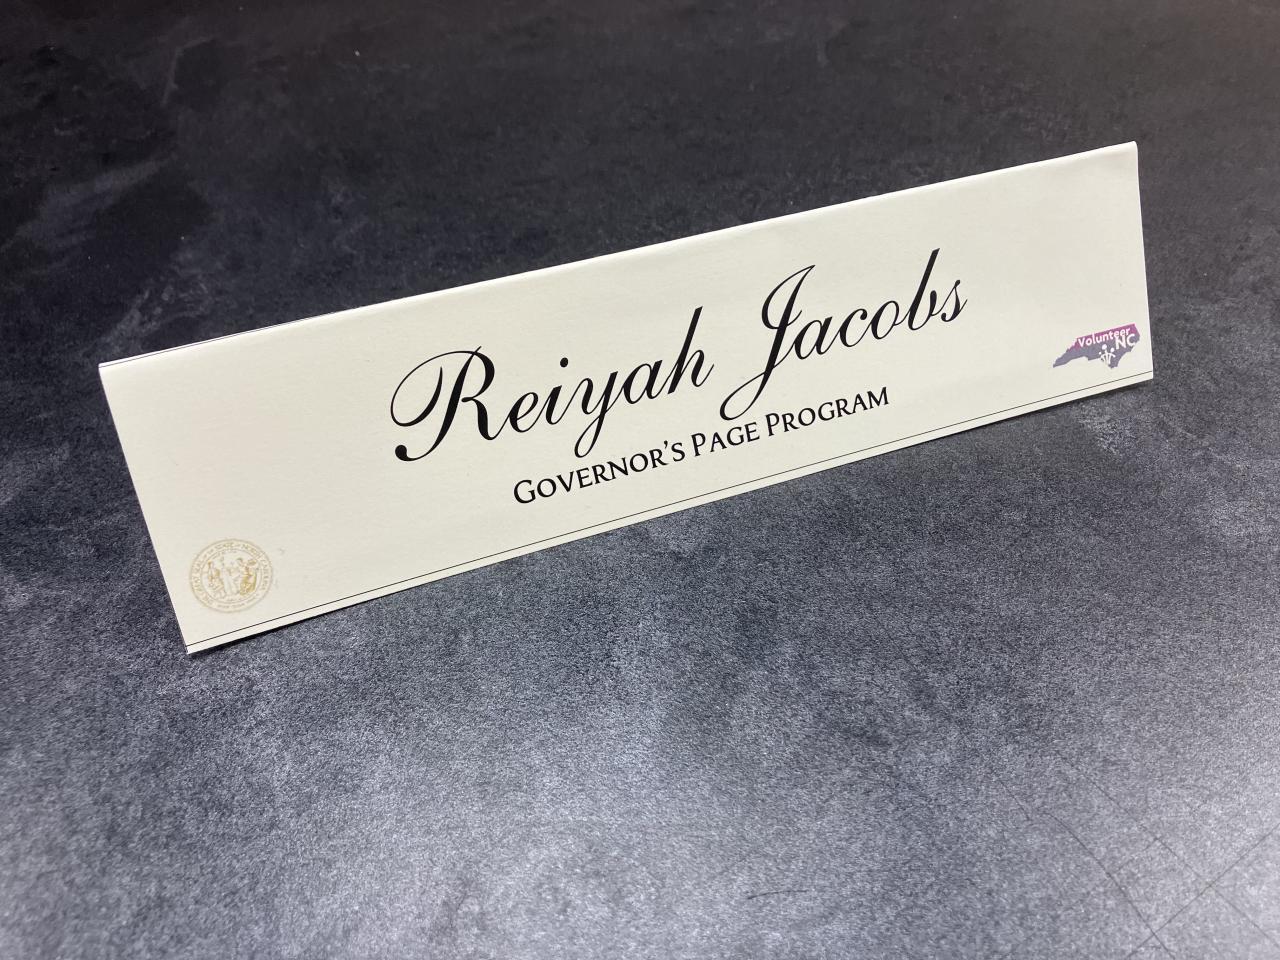 Reiyah Jacobs
GOVERNOR'S PAGE PROGRAM
Volunteer
NC